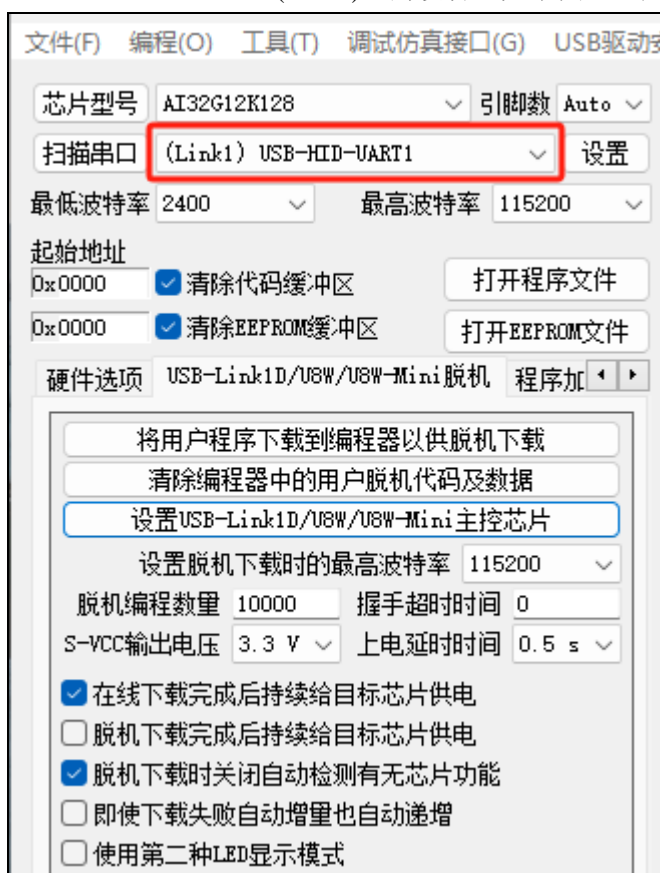 文件(F) 编程(O) 工具(T) 调试仿真接口(G) USB驱动
芯片型号 AI32G12K128 引脚数 Auto
扫描串口 (Link1) USB-HID-UART1 设置
最低波特率 2400 最高波特率 115200
起始地址
0x0000 清除代码缓冲区 打开程序文件
0x0000 清除EEPROM缓冲区 打开EEPROM文件
硬件选项 USB-Link1D/U8W/U8W-Mini脱机 程序加
将用户程序下载到编程器以供脱机下载
清除编程器中的用户脱机代码及数据
设置USB-Link1D/U8W/U8W-Mini主控芯片
设置脱机下载时的最高波特率 115200
脱机编程数量 10000 握手超时时间 0
S-VCC输出电压 3.3 V 上电延时时间 0.5 s
在线下载完成后持续给目标芯片供电
脱机下载完成后持续给目标芯片供电
脱机下载时关闭自动检测有无芯片功能
即使下载失败自动增量也自动递增
使用第二种LED显示模式